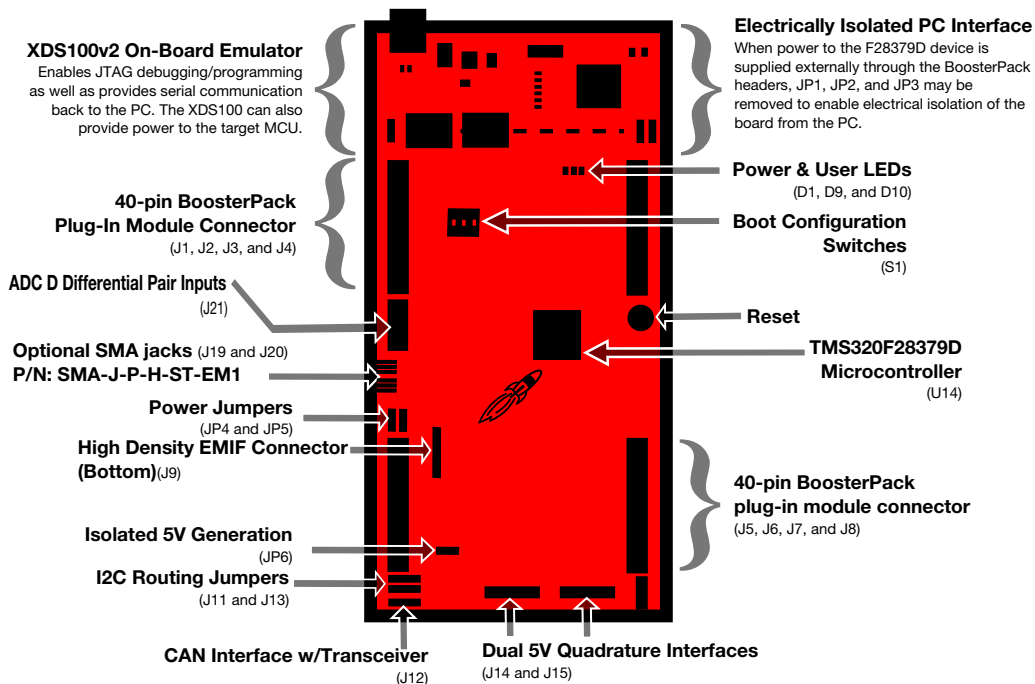 XDS100v2 On-Board Emulator
Enables JTAG debugging/programming
as well as provides serial communication
back to the PC. The XDS100 can also
provide power to the target MCU.
40-pin BoosterPack
Plug-In Module Connector
(J1, J2, J3, and J4)
ADC D Differential Pair Inputs
(J21)
Optional SMA jacks (J19 and J20)
P/N: SMA-J-P-H-ST-EM1
Power Jumpers
(JP4 and JP5)
High Density EMIF Connector
(Bottom)(J9)
Isolated 5V Generation
(JP6)
I2C Routing Jumpers
(J11 and J13)
CAN Interface w/Transceiver
(J12)
Dual 5V Quadrature Interfaces
(J14 and J15)
Electrically Isolated PC Interface
When power to the F28379D device is
supplied externally through the BoosterPack
headers, JP1, JP2, and JP3 may be
removed to enable electrical isolation of the
board from the PC.
Power & User LEDs
(D1, D9, and D10)
Boot Configuration
Switches
(S1)
Reset
TMS320F28379D
Microcontroller
(U14)
40-pin BoosterPack
plug-in module connector
(J5, J6, J7, and J8)